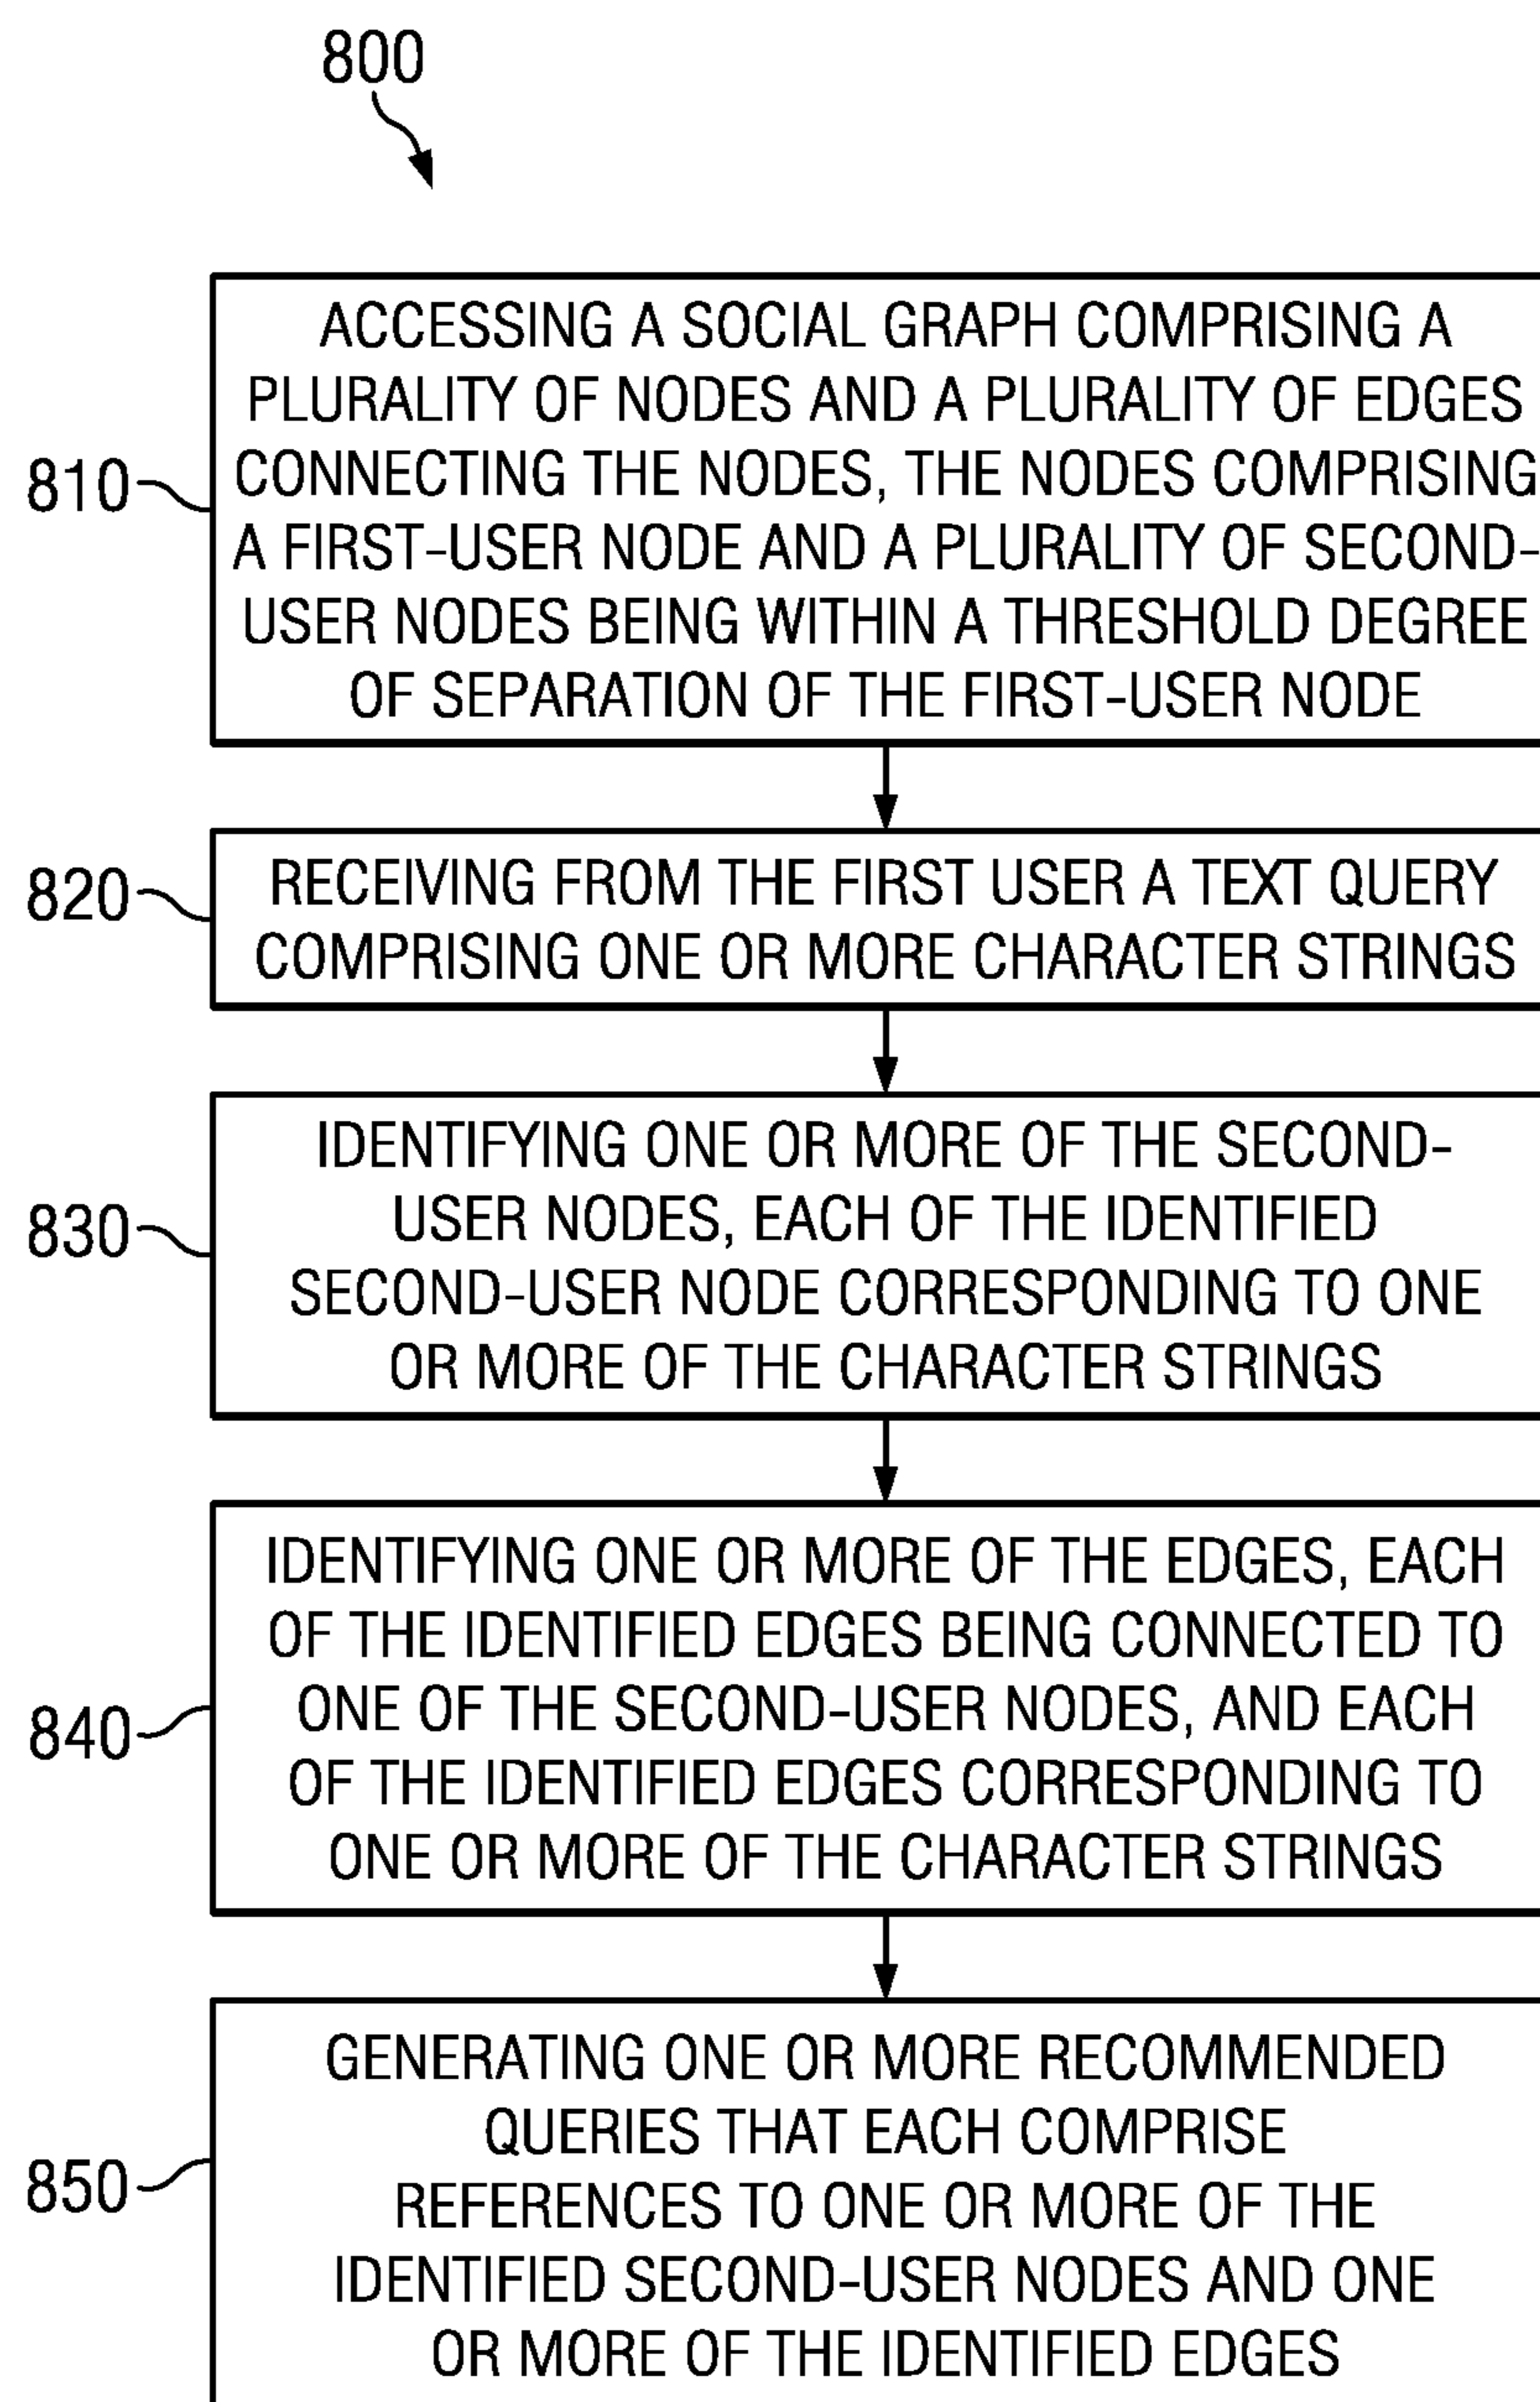 800
810
ACCESSING A SOCIAL GRAPH COMPRISING A
PLURALITY OF NODES AND A PLURALITY OF EDGES
CONNECTING THE NODES, THE NODES COMPRISING
A FIRST-USER NODE AND A PLURALITY OF SECOND-
USER NODES BEING WITHIN A THRESHOLD DEGREE
OF SEPARATION OF THE FIRST-USER NODE
820
RECEIVING FROM THE FIRST USER A TEXT QUERY
COMPRISING ONE OR MORE CHARACTER STRINGS
830
IDENTIFYING ONE OR MORE OF THE SECOND-
USER NODES, EACH OF THE IDENTIFIED
SECOND-USER NODE CORRESPONDING TO ONE
OR MORE OF THE CHARACTER STRINGS
840
IDENTIFYING ONE OR MORE OF THE EDGES, EACH
OF THE IDENTIFIED EDGES BEING CONNECTED TO
ONE OF THE SECOND-USER NODES, AND EACH
OF THE IDENTIFIED EDGES CORRESPONDING TO
ONE OR MORE OF THE CHARACTER STRINGS
850
GENERATING ONE OR MORE RECOMMENDED
QUERIES THAT EACH COMPRISE
REFERENCES TO ONE OR MORE OF THE
IDENTIFIED SECOND-USER NODES AND ONE
OR MORE OF THE IDENTIFIED EDGES